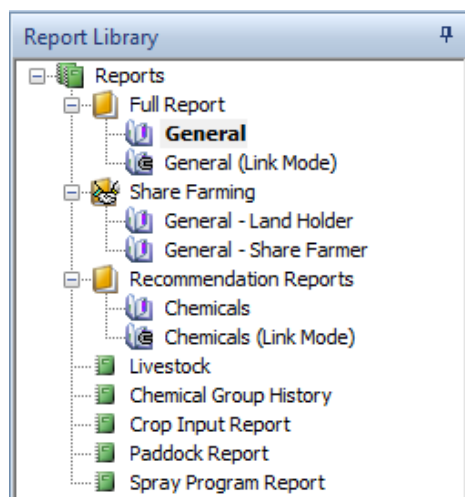 Report Library
Reports
Full Report
General
General (Link Mode)
Share Farming
General - Land Holder
General - Share Farmer
Recommendation Reports
Chemicals
Chemicals (Link Mode)
Livestock
Chemical Group History
Crop Input Report
Paddock Report
Spray Program Report